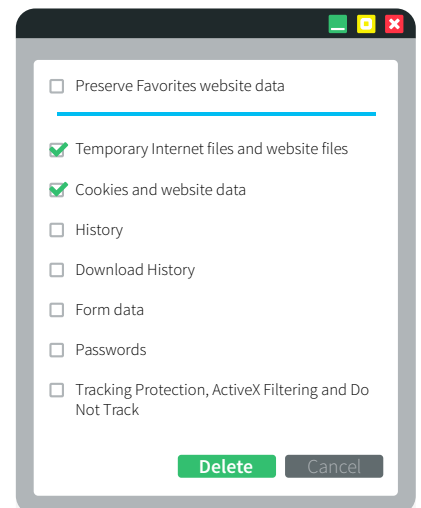 Preserve Favorites website data
Temporary Internet files and website files
Cookies and website data
History
Download History
Form data
Passwords
Tracking Protection, ActiveX Filtering and Do
Not Track
Delete
Cancel